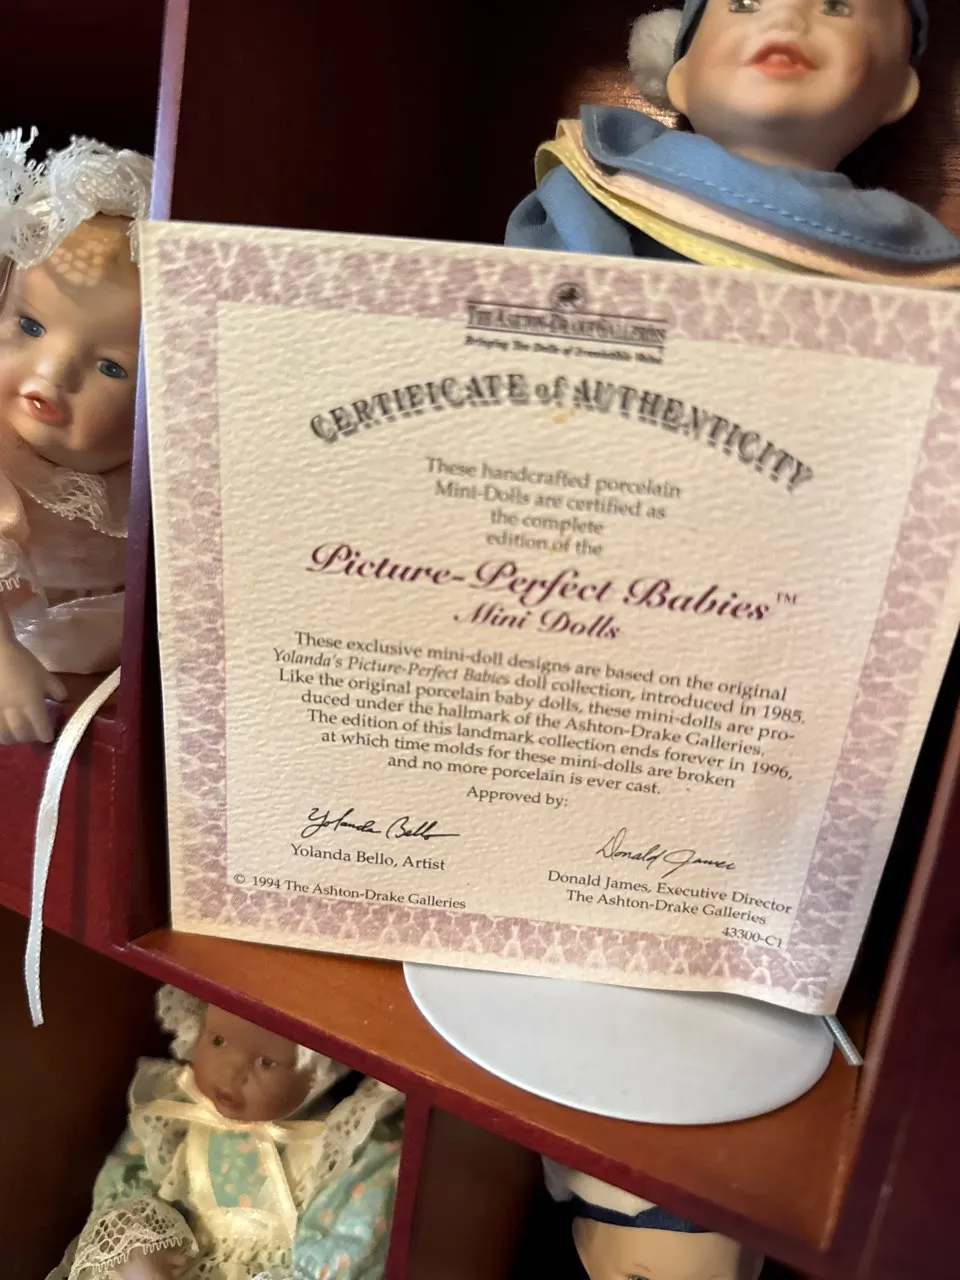 THE ASHTON-DRAKE GALLERIES
Bringing You Dolls of Irresistible Value
CERTIFICATE of AUTHENTICITY
These handcrafted porcelain
Mini-Dolls are certified as
the complete
edition of the
Picture-Perfect Babies™
Mini Dolls
These exclusive mini-doll designs are based on the original
Yolanda's Picture-Perfect Babies doll collection, introduced in 1985.
Like the original porcelain baby dolls, these mini-dolls are pro-
duced under the hallmark of the Ashton-Drake Galleries.
The edition of this landmark collection ends forever in 1996,
at which time molds for these mini-dolls are broken
and no more porcelain is ever cast.
Approved by:
Yolanda Bello
Donald James
Yolanda Bello, Artist
Donald James, Executive Director
The Ashton-Drake Galleries
© 1994 The Ashton-Drake Galleries
43300-C1